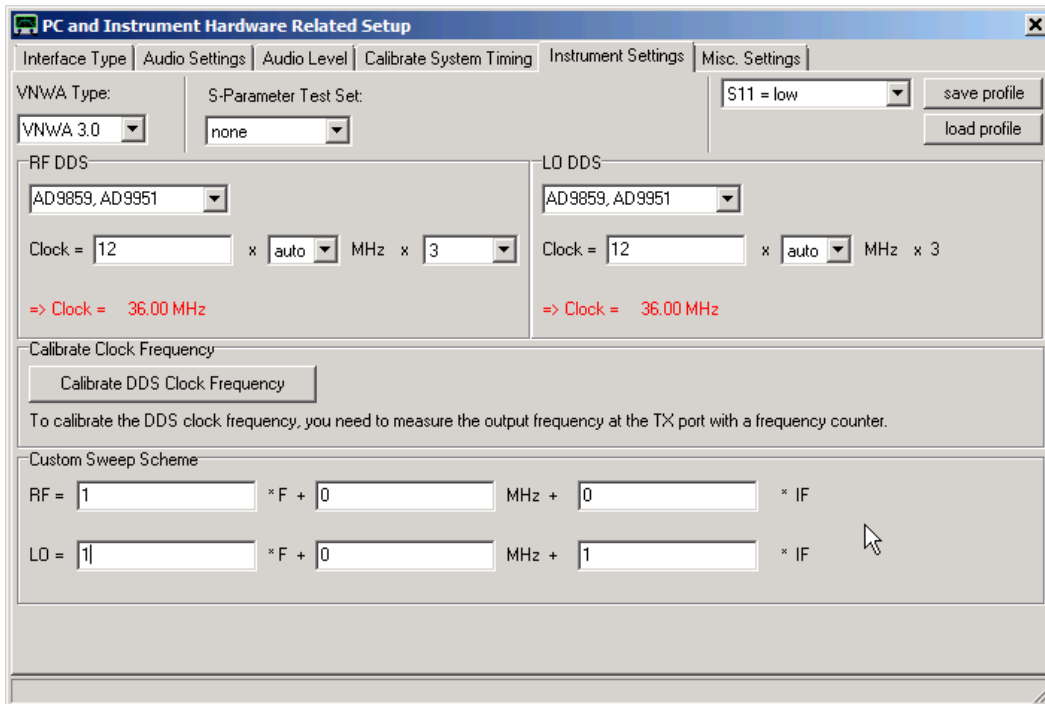 PC and Instrument Hardware Related Setup
Interface Type Audio Settings Audio Level Calibrate System Timing Instrument Settings Misc. Settings
VNWA Type: S-Parameter Test Set: S11 = low save profile
VNWA 3.0 none load profile
RF DDS LO DDS
AD9859, AD9951 AD9859, AD9951
Clock = 12 x auto MHz x 3 Clock = 12 x auto MHz x 3
=> Clock = 36.00 MHz => Clock = 36.00 MHz
Calibrate Clock Frequency
Calibrate DDS Clock Frequency
To calibrate the DDS clock frequency, you need to measure the output frequency at the TX port with a frequency counter.
Custom Sweep Scheme
RF = 1 * F + 0 MHz + 0 * IF
LO = 1 * F + 0 MHz + 1 * IF